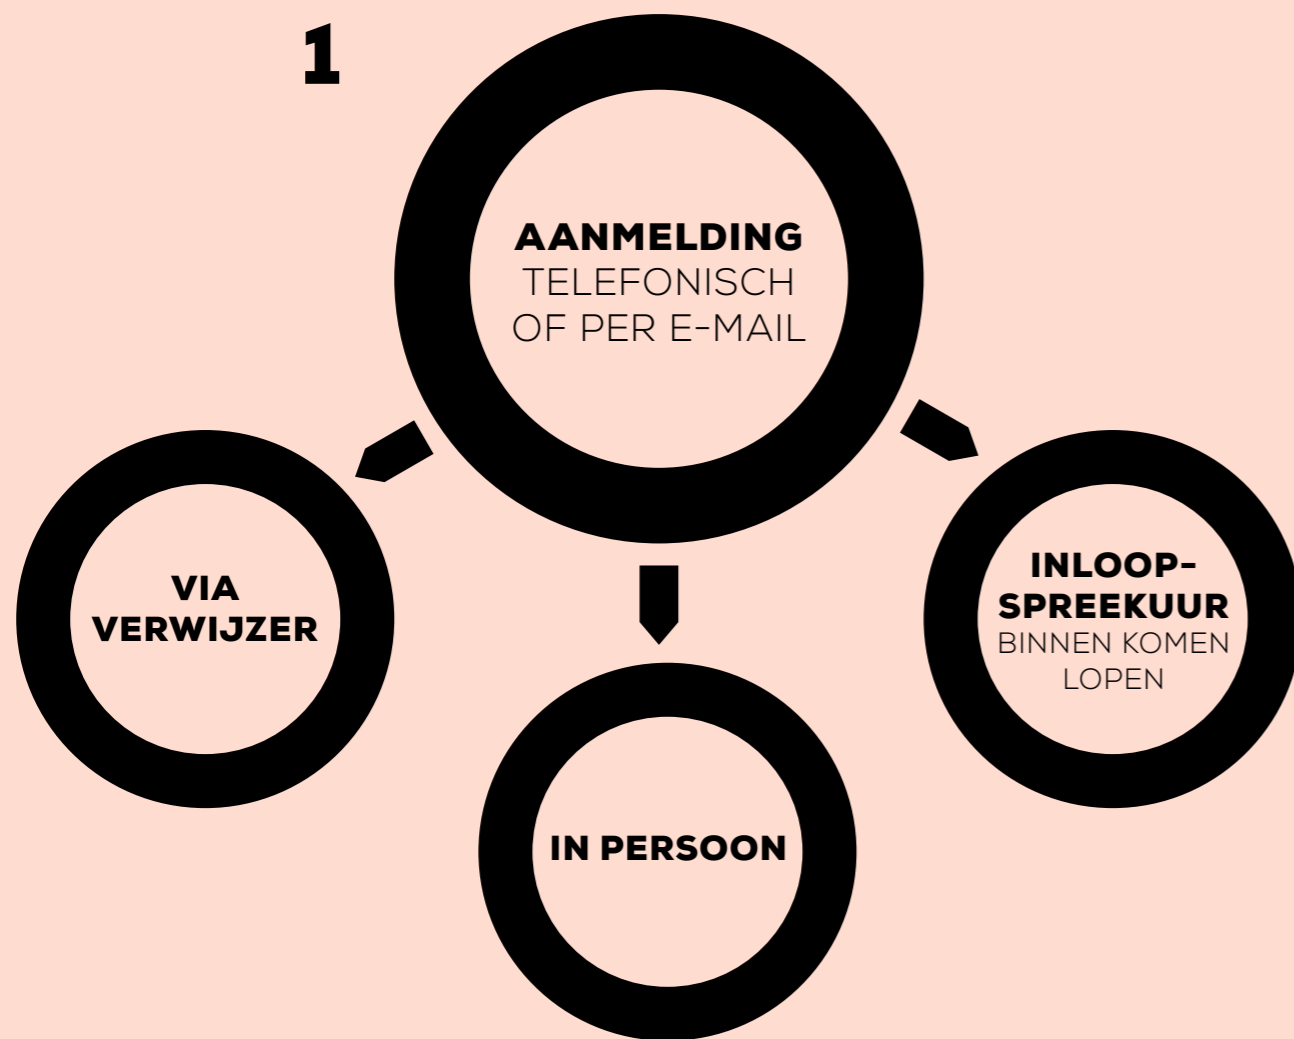 1
AANMELDING
TELEFONISCH
OF PER E-MAIL
VIA
VERWIJZER
INLOOP-
SPREEKUUR
BINNEN KOMEN
LOPEN
IN PERSOON